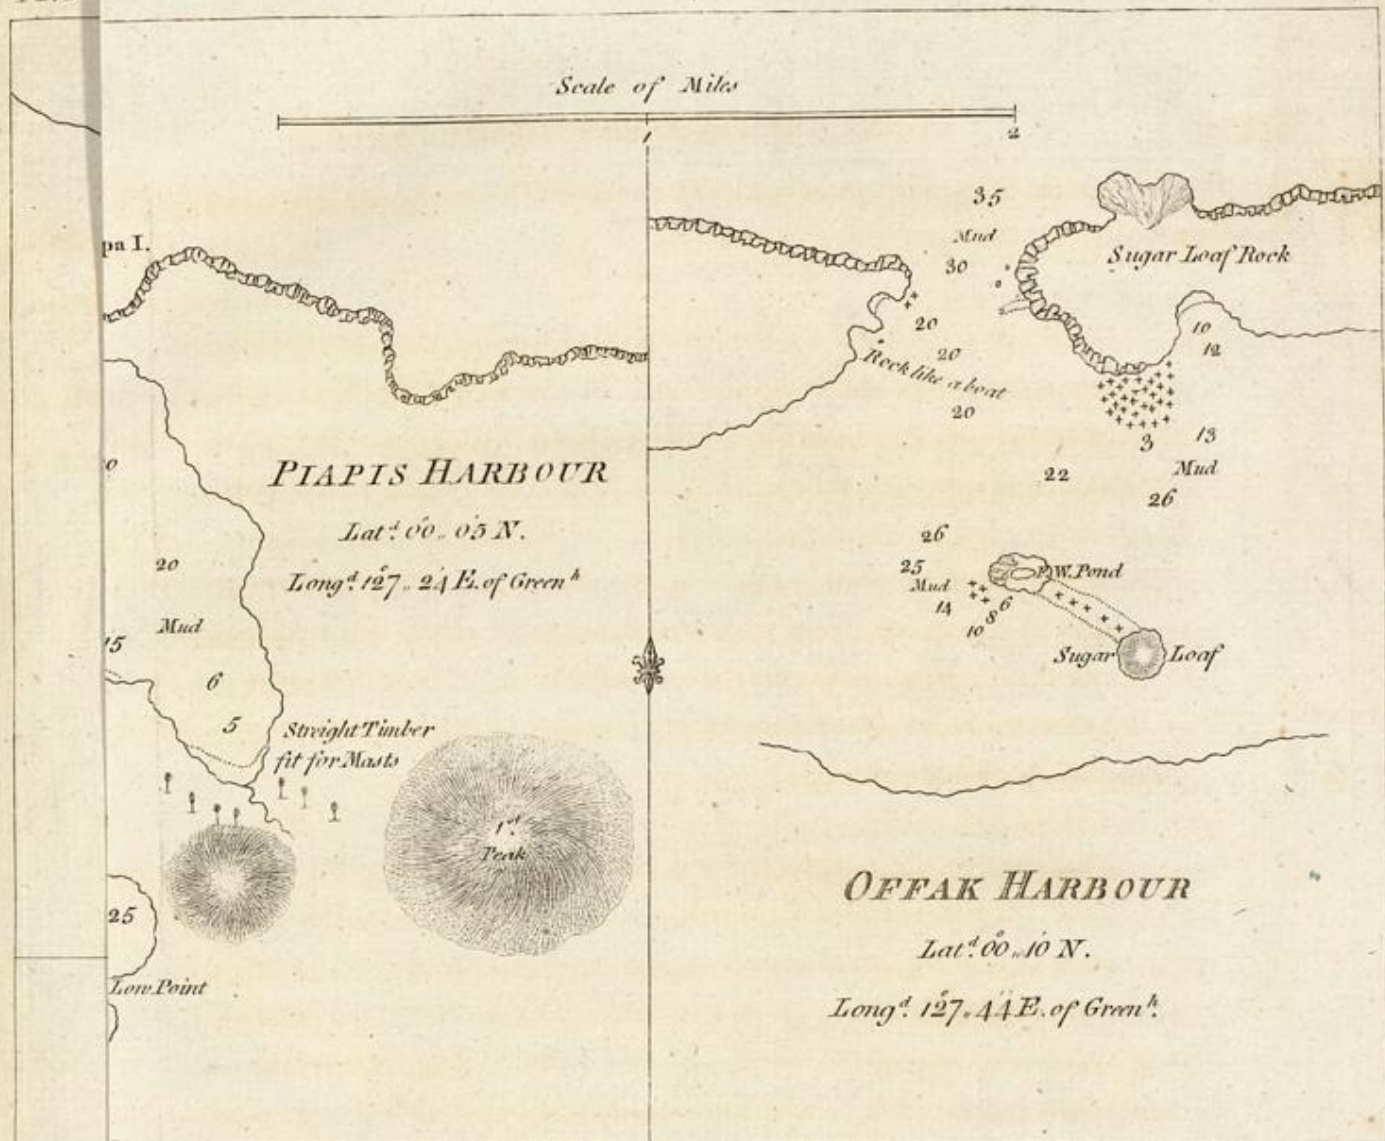 Scale of Miles
1
2
pa I.
PIAPIS HARBOUR
Latd. 00°,, 05' N.
Longd. 127°,, 24' E. of Greenh
0
20
Mud
15
6
5
Streight Timber
fit for Masts
1st.
Peak
25
Low Point
35
Mud
30
Sugar Loaf Rock
20
20
Rock like a boat
20
10
12
3
13
Mud
22
26
26
25
Mud
14
10
8
6
F.W. Pond
Sugar Loaf
OFFAK HARBOUR
Latd. 00°,, 10' N.
Longd. 127°,, 44' E. of Greenh.